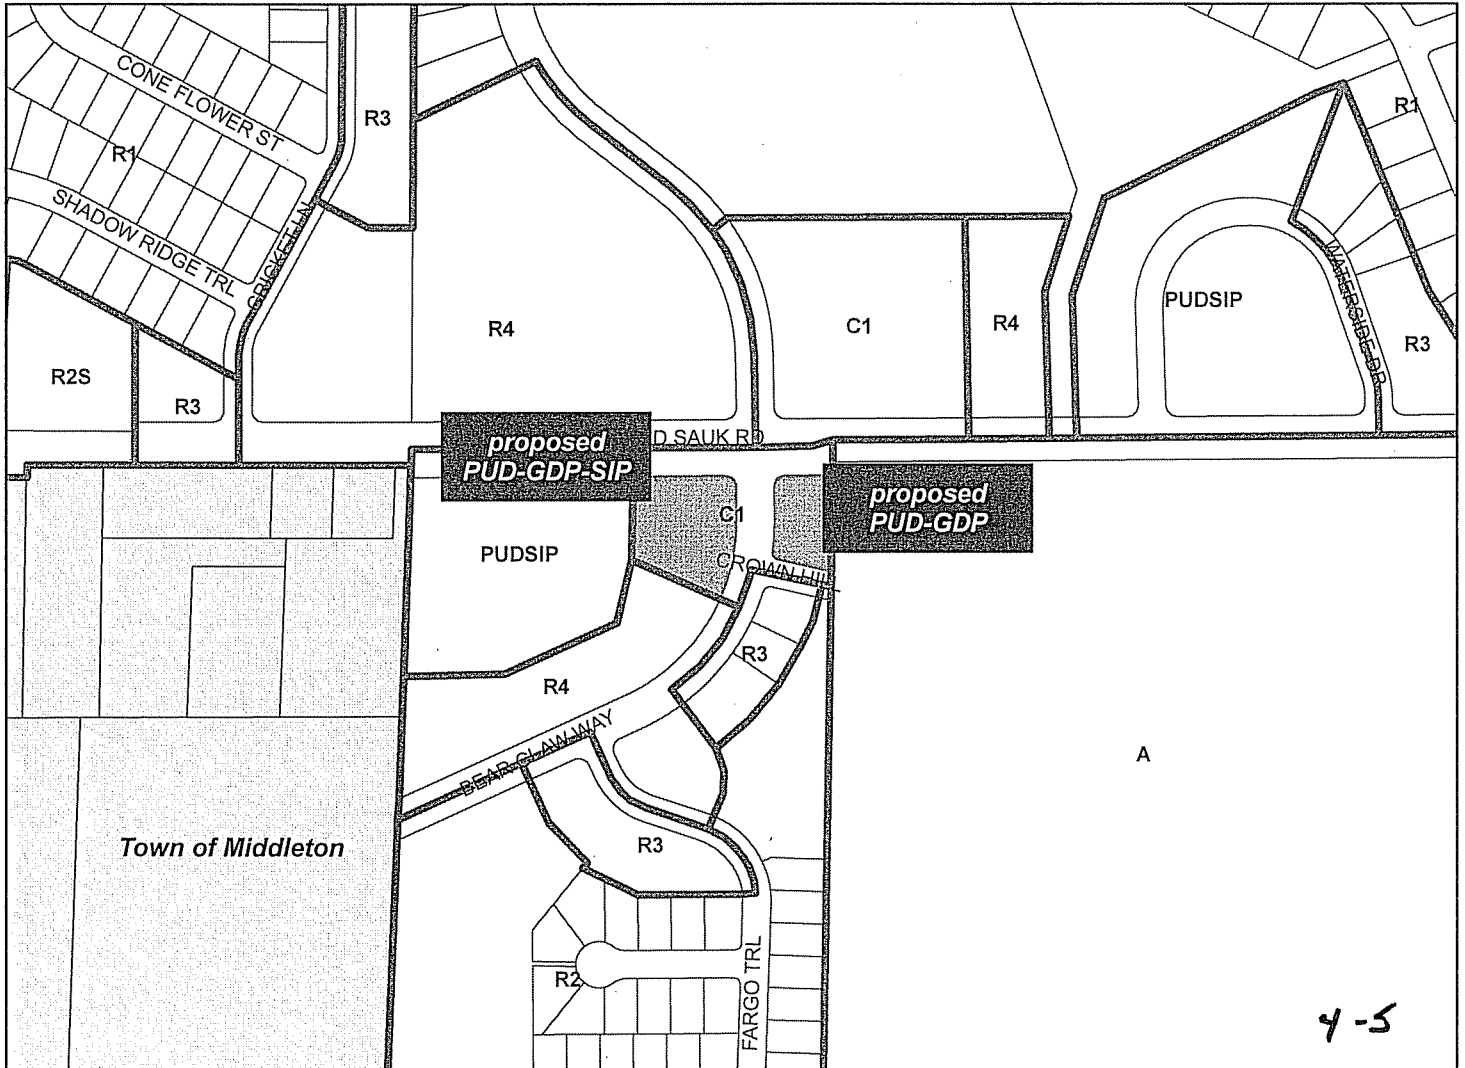 CONE FLOWER ST
R3
R1
R1
SHADOW RIDGE TRL
R4
C1
R4
PUDSIP
WATERSIDE DR
R3
R2S
R3
proposed
PUD-GDP-SIP
D SAUK RD
proposed
PUD-GDP
C1
PUDSIP
CROWN HILL
R3
R4
BEAR CLAW WAY
A
Town of Middleton
R3
R2
FARGO TRL
4-5